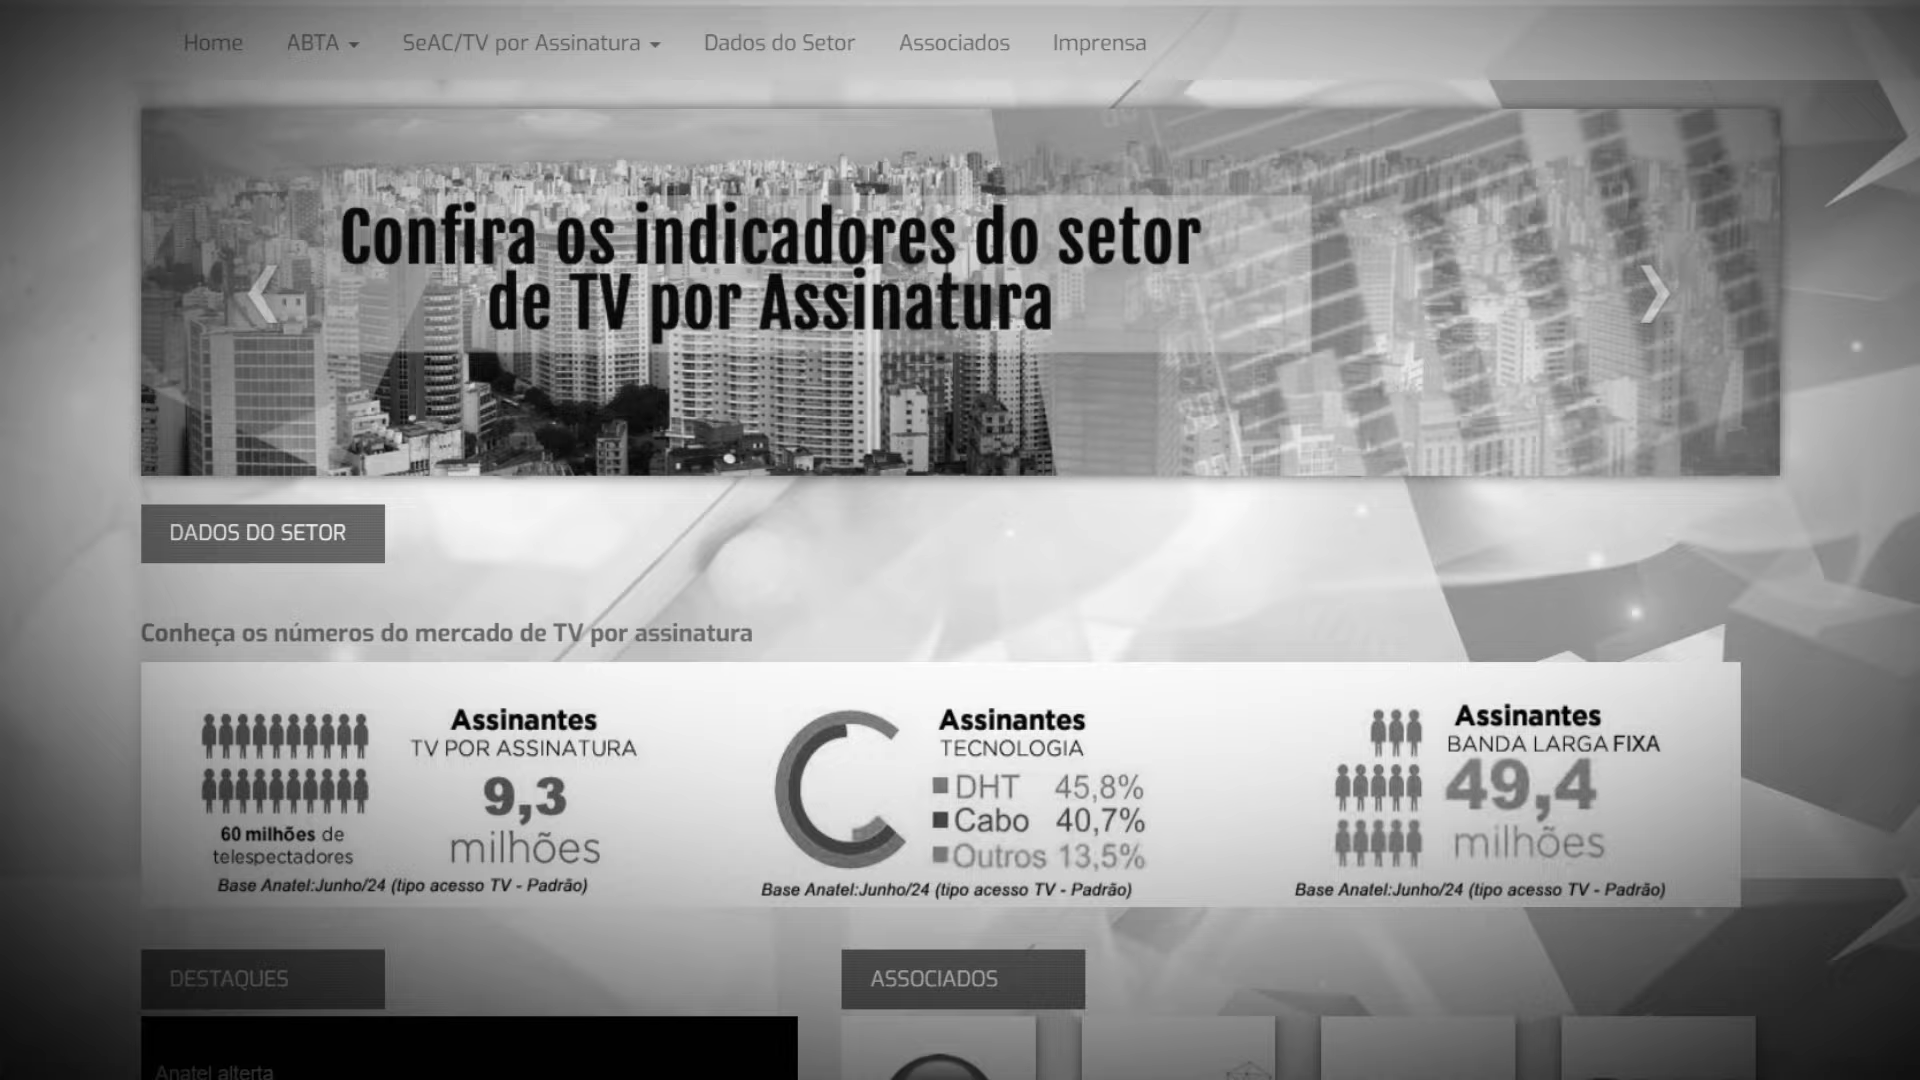 Home ABTA SeAC/TV por Assinatura Dados do Setor Associados Imprensa
Confira os indicadores do setor
de TV por Assinatura
DADOS DO SETOR
Conheça os números do mercado de TV por assinatura
Assinantes
TV POR ASSINATURA
9,3
milhões
60 milhões de
telespectadores
Base Anatel:Junho/24 (tipo acesso TV - Padrão)
Assinantes
TECNOLOGIA
DHT 45,8%
Cabo 40,7%
Outros 13,5%
Base Anatel:Junho/24 (tipo acesso TV - Padrão)
Assinantes
BANDA LARGA FIXA
49,4
milhões
Base Anatel:Junho/24 (tipo acesso TV - Padrão)
DESTAQUES
ASSOCIADOS
Anatel alterta